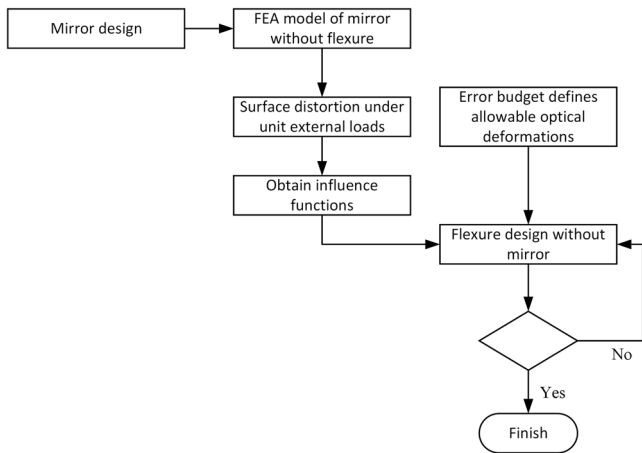 Mirror design
FEA model of mirror
without flexure
Surface distortion under
unit external loads
Error budget defines
allowable optical
deformations
Obtain influence
functions
Flexure design without
mirror
No
Yes
Finish